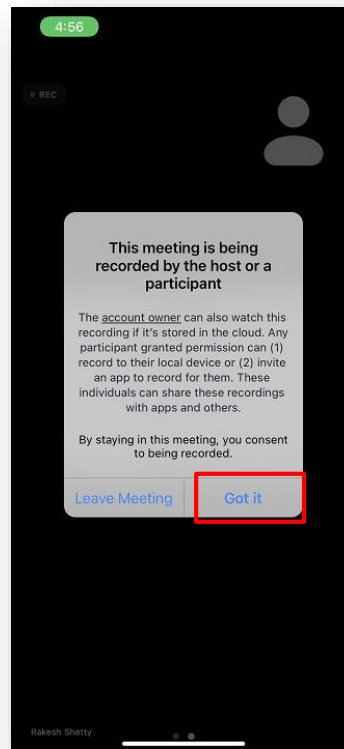 4:56
REC
This meeting is being
recorded by the host or a
participant
The account owner can also watch this
recording if it's stored in the cloud. Any
participant granted permission can (1)
record to their local device or (2) invite
an app to record for them. These
individuals can share these recordings
with apps and others.
By staying in this meeting, you consent
to being recorded.
Leave Meeting
Got it
Rakesh Shetty